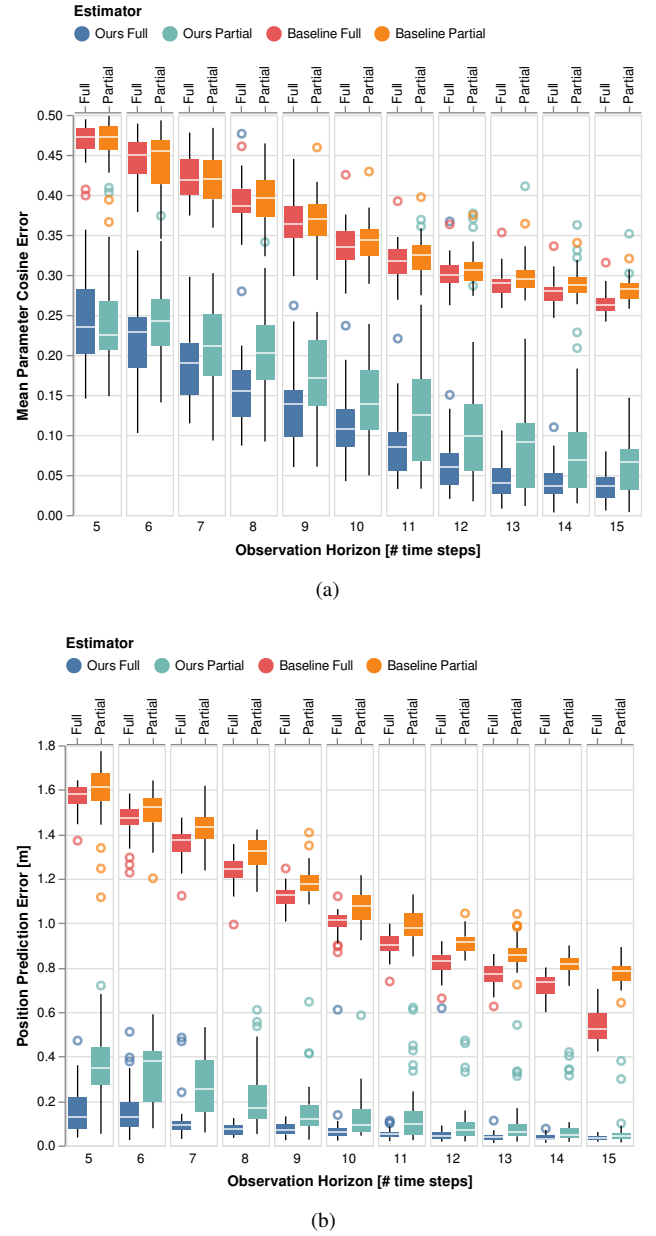 Estimator
Ours Full Ours Partial Baseline Full Baseline Partial
Full Partial Full Partial Full Partial Full Partial Full Partial Full Partial Full Partial Full Partial Full Partial Full Partial Full Partial
0.50
0.45
0.40
0.35
0.30
0.25
0.20
0.15
0.10
0.05
0.00
Mean Parameter Cosine Error
5 6 7 8 9 10 11 12 13 14 15
Observation Horizon [# time steps]
(a)
Estimator
Ours Full Ours Partial Baseline Full Baseline Partial
Full Partial Full Partial Full Partial Full Partial Full Partial Full Partial Full Partial Full Partial Full Partial Full Partial Full Partial
1.8
1.6
1.4
1.2
1.0
0.8
0.6
0.4
0.2
0.0
Position Prediction Error [m]
5 6 7 8 9 10 11 12 13 14 15
Observation Horizon [# time steps]
(b)